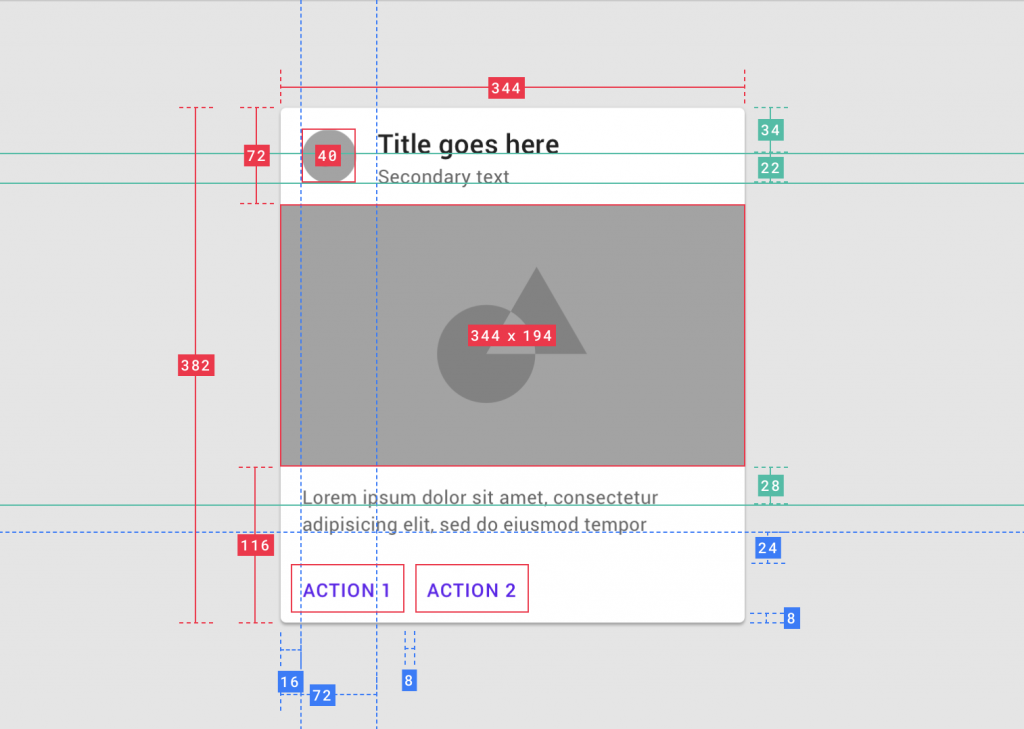 344
34
Title goes here
72
40
22
Secondary text
344 x 194
382
28
Lorem ipsum dolor sit amet, consectetur
adipisicing elit, sed do eiusmod tempor
116
24
ACTION 1
ACTION 2
8
16
8
72